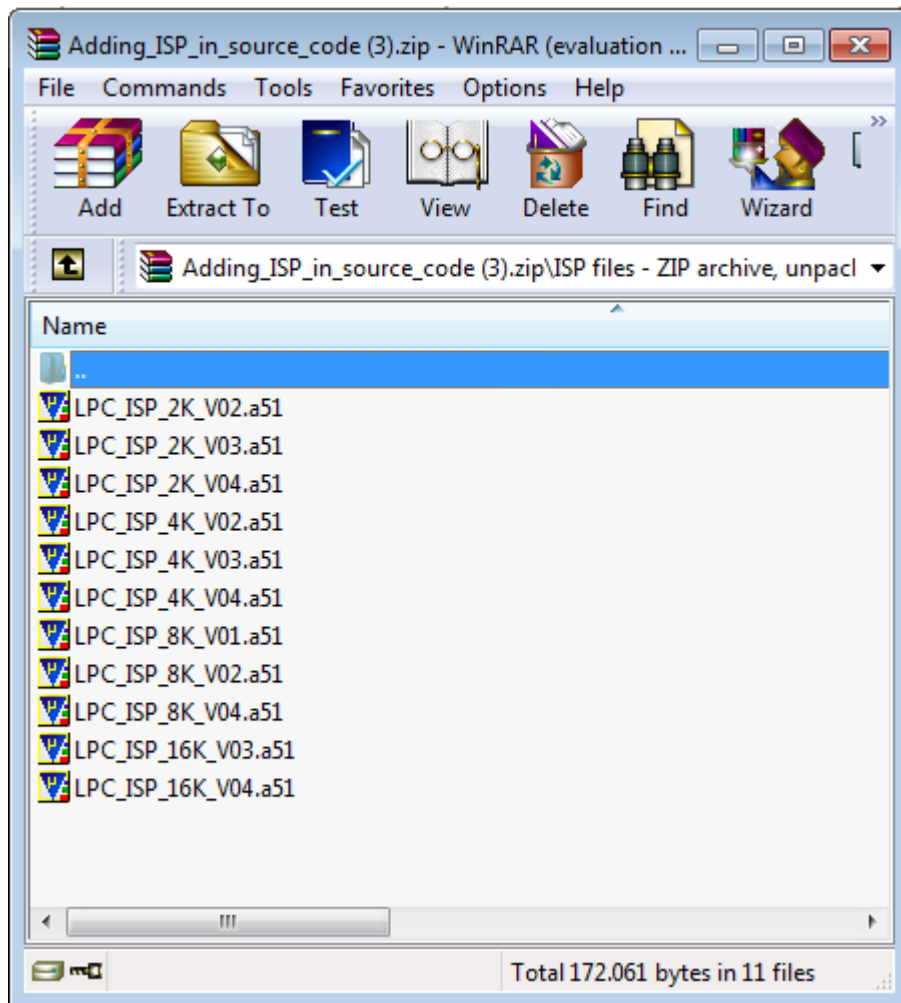 Adding_ISP_in_source_code (3).zip - WinRAR (evaluation ...
File Commands Tools Favorites Options Help
Add Extract To Test View Delete Find Wizard
Adding_ISP_in_source_code (3).zip\ISP files - ZIP archive, unpacl
Name
..
LPC_ISP_2K_V02.a51
LPC_ISP_2K_V03.a51
LPC_ISP_2K_V04.a51
LPC_ISP_4K_V02.a51
LPC_ISP_4K_V03.a51
LPC_ISP_4K_V04.a51
LPC_ISP_8K_V01.a51
LPC_ISP_8K_V02.a51
LPC_ISP_8K_V04.a51
LPC_ISP_16K_V03.a51
LPC_ISP_16K_V04.a51
Total 172.061 bytes in 11 files